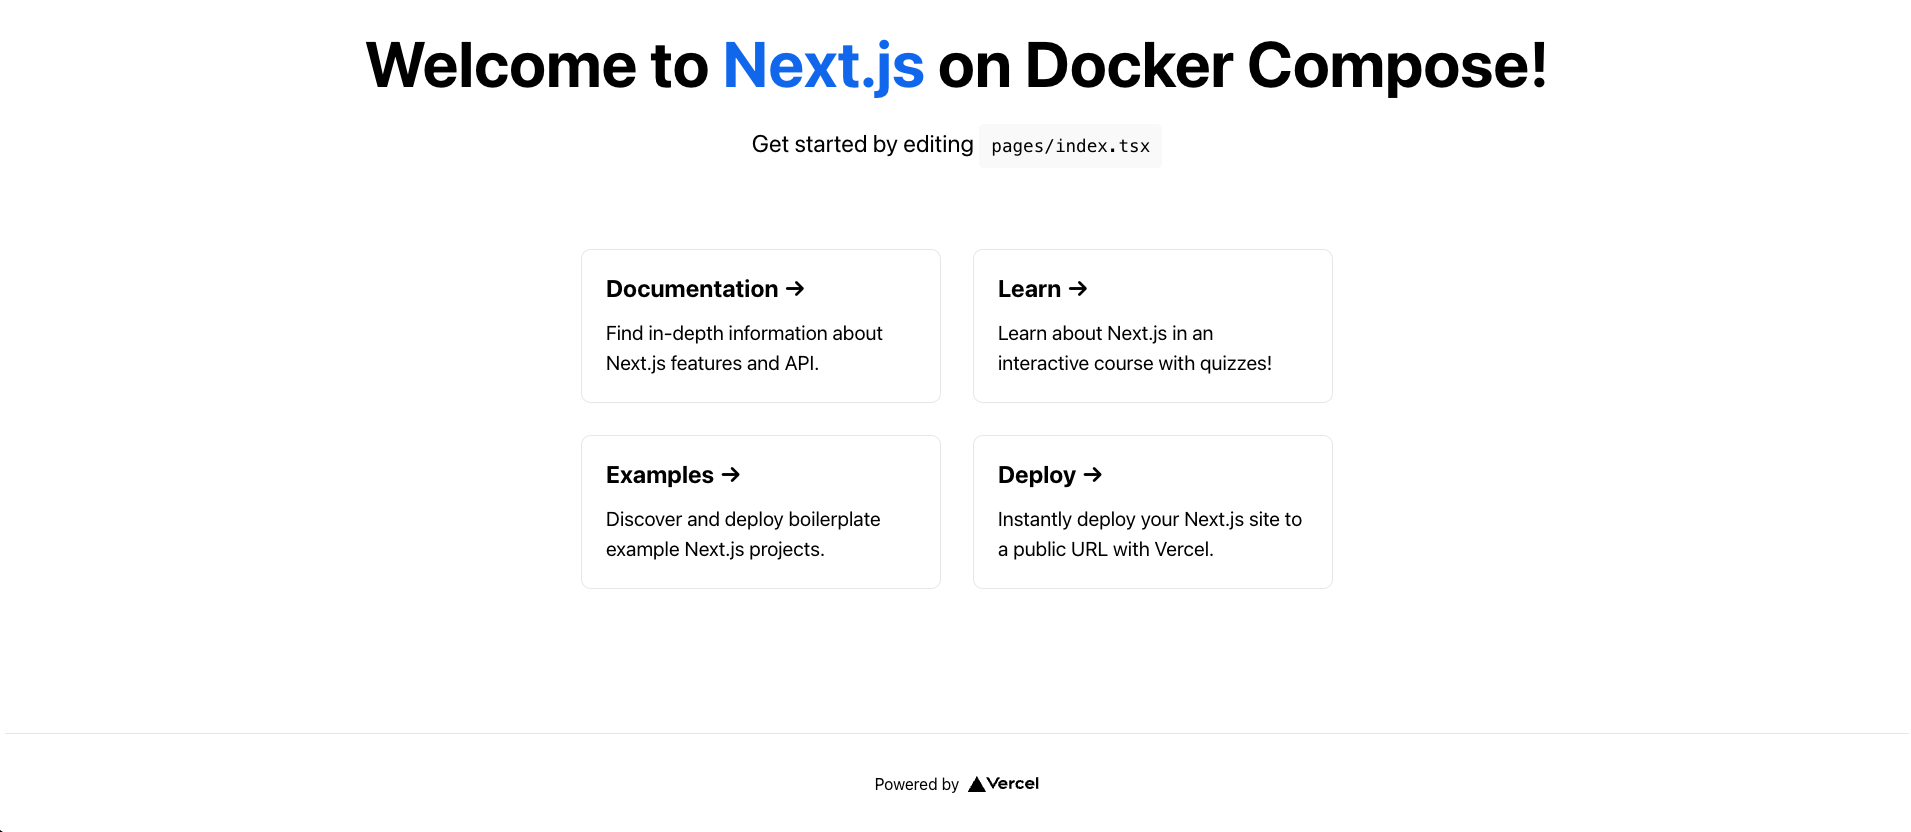 Welcome to Next.js on Docker Compose!
Get started by editing pages/index.tsx
Documentation →
Find in-depth information about
Next.js features and API.
Learn →
Learn about Next.js in an
interactive course with quizzes!
Examples →
Discover and deploy boilerplate
example Next.js projects.
Deploy →
Instantly deploy your Next.js site to
a public URL with Vercel.
Powered by Vercel